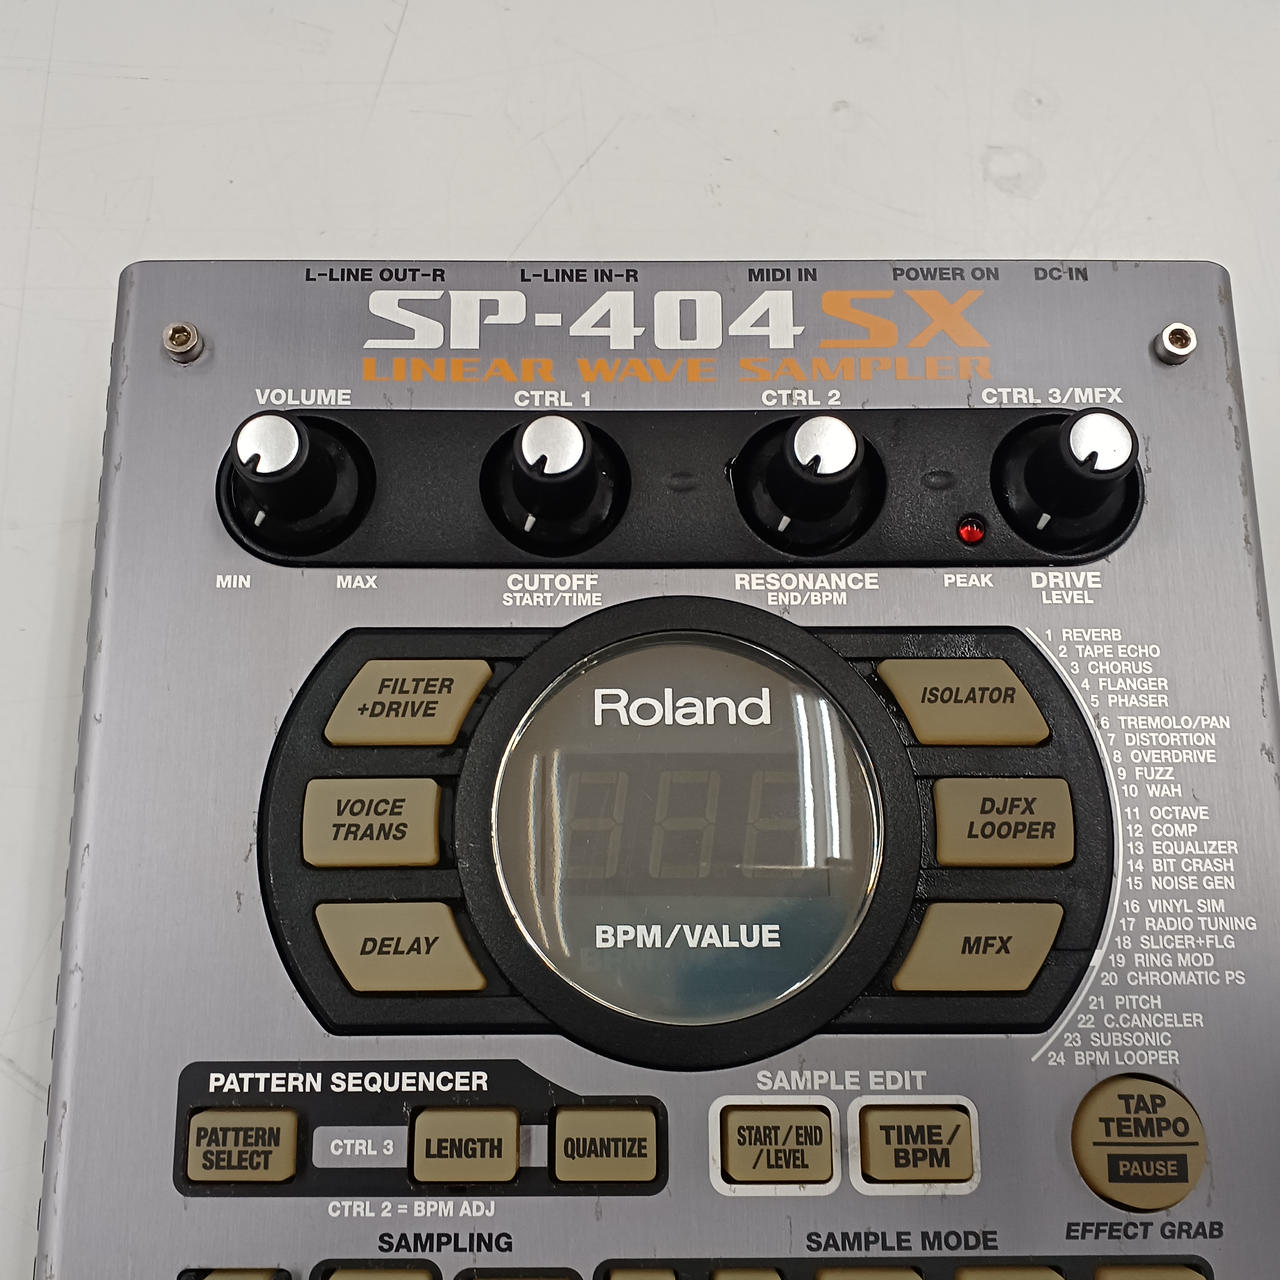 L-LINE OUT-R L-LINE IN-R MIDI IN POWER ON DC IN
SP-404SX
LINEAR WAVE SAMPLER
VOLUME CTRL 1 CTRL 2 CTRL 3/MFX
MIN MAX CUTOFF RESONANCE PEAK DRIVE
START/TIME END/BPM LEVEL
FILTER
+DRIVE
VOICE
TRANS
DELAY
Roland
BPM/VALUE
ISOLATOR
DJFX
LOOPER
MFX
1 REVERB
2 TAPE ECHO
3 CHORUS
4 FLANGER
5 PHASER
6 TREMOLO/PAN
7 DISTORTION
8 OVERDRIVE
9 FUZZ
10 WAH
11 OCTAVE
12 COMP
13 EQUALIZER
14 BIT CRASH
15 NOISE GEN
16 VINYL SIM
17 RADIO TUNING
18 SLICER+FLG
19 RING MOD
20 CHROMATIC PS
21 PITCH
22 C.CANCELER
23 SUBSONIC
24 BPM LOOPER
PATTERN SEQUENCER
PATTERN
SELECT
CTRL 3
LENGTH
QUANTIZE
CTRL 2 = BPM ADJ
SAMPLE EDIT
START/END
/LEVEL
TIME/
BPM
TAP
TEMPO
PAUSE
EFFECT GRAB
SAMPLING
SAMPLE MODE